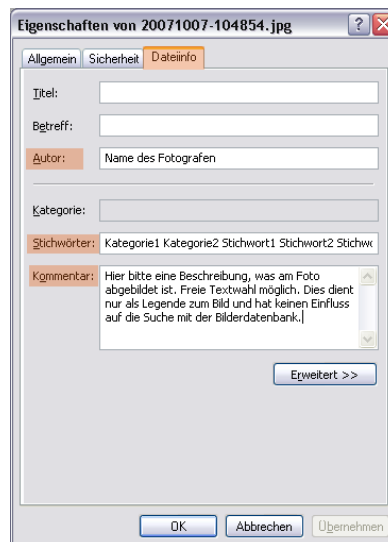 Eigenschaften von 20071007-104854.jpg
Allgemein Sicherheit Dateiinfo
Titel:
Betreff:
Autor: Name des Fotografen
Kategorie:
Stichwörter: Kategorie1 Kategorie2 Stichwort1 Stichwort2 Stichwo
Kommentar: Hier bitte eine Beschreibung, was am Foto
abgebildet ist. Freie Textwahl möglich. Dies dient
nur als Legende zum Bild und hat keinen Einfluss
auf die Suche mit der Bilderdatenbank.
Erweitert >>
OK Abbrechen Übernehmen